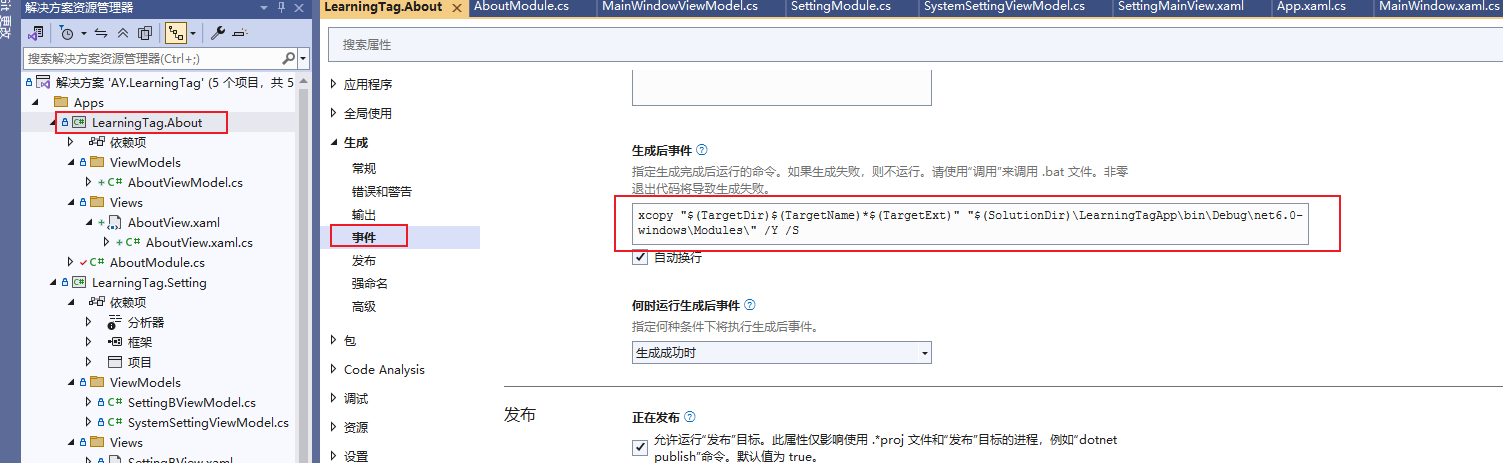 Git 更改
解决方案资源管理器
搜索解决方案资源管理器(Ctrl+;)
解决方案 'AY.LearningTag' (5 个项目，共 5
Apps
LearningTag.About
依赖项
ViewModels
AboutViewModel.cs
Views
AboutView.xaml
AboutView.xaml.cs
AboutModule.cs
LearningTag.Setting
依赖项
分析器
框架
项目
ViewModels
SettingBViewModel.cs
SystemSettingViewModel.cs
Views
SettingBView.xaml
LearningTag.About
AboutModule.cs
MainWindowViewModel.cs
SettingModule.cs
SystemSettingViewModel.cs
SettingMainView.xaml
App.xaml.cs
MainWindow.xaml.cs
搜索属性
应用程序
全局使用
生成
常规
错误和警告
输出
事件
发布
强命名
高级
包
Code Analysis
调试
资源
设置
生成后事件
指定生成完成后运行的命令。如果生成失败，则不运行。请使用“调用”来调用 .bat 文件。非零
退出代码将导致生成失败。
xcopy "$(TargetDir)$(TargetName)*$(TargetExt)" "$(SolutionDir)\LearningTagApp\bin\Debug\net6.0-
windows\Modules\" /Y /S
自动换行
何时运行生成后事件
指定何种条件下将执行生成后事件。
生成成功时
发布
正在发布
允许运行“发布”目标。此属性仅影响使用 .*proj 文件和“发布”目标的进程，例如“dotnet
publish”命令。默认值为 true。